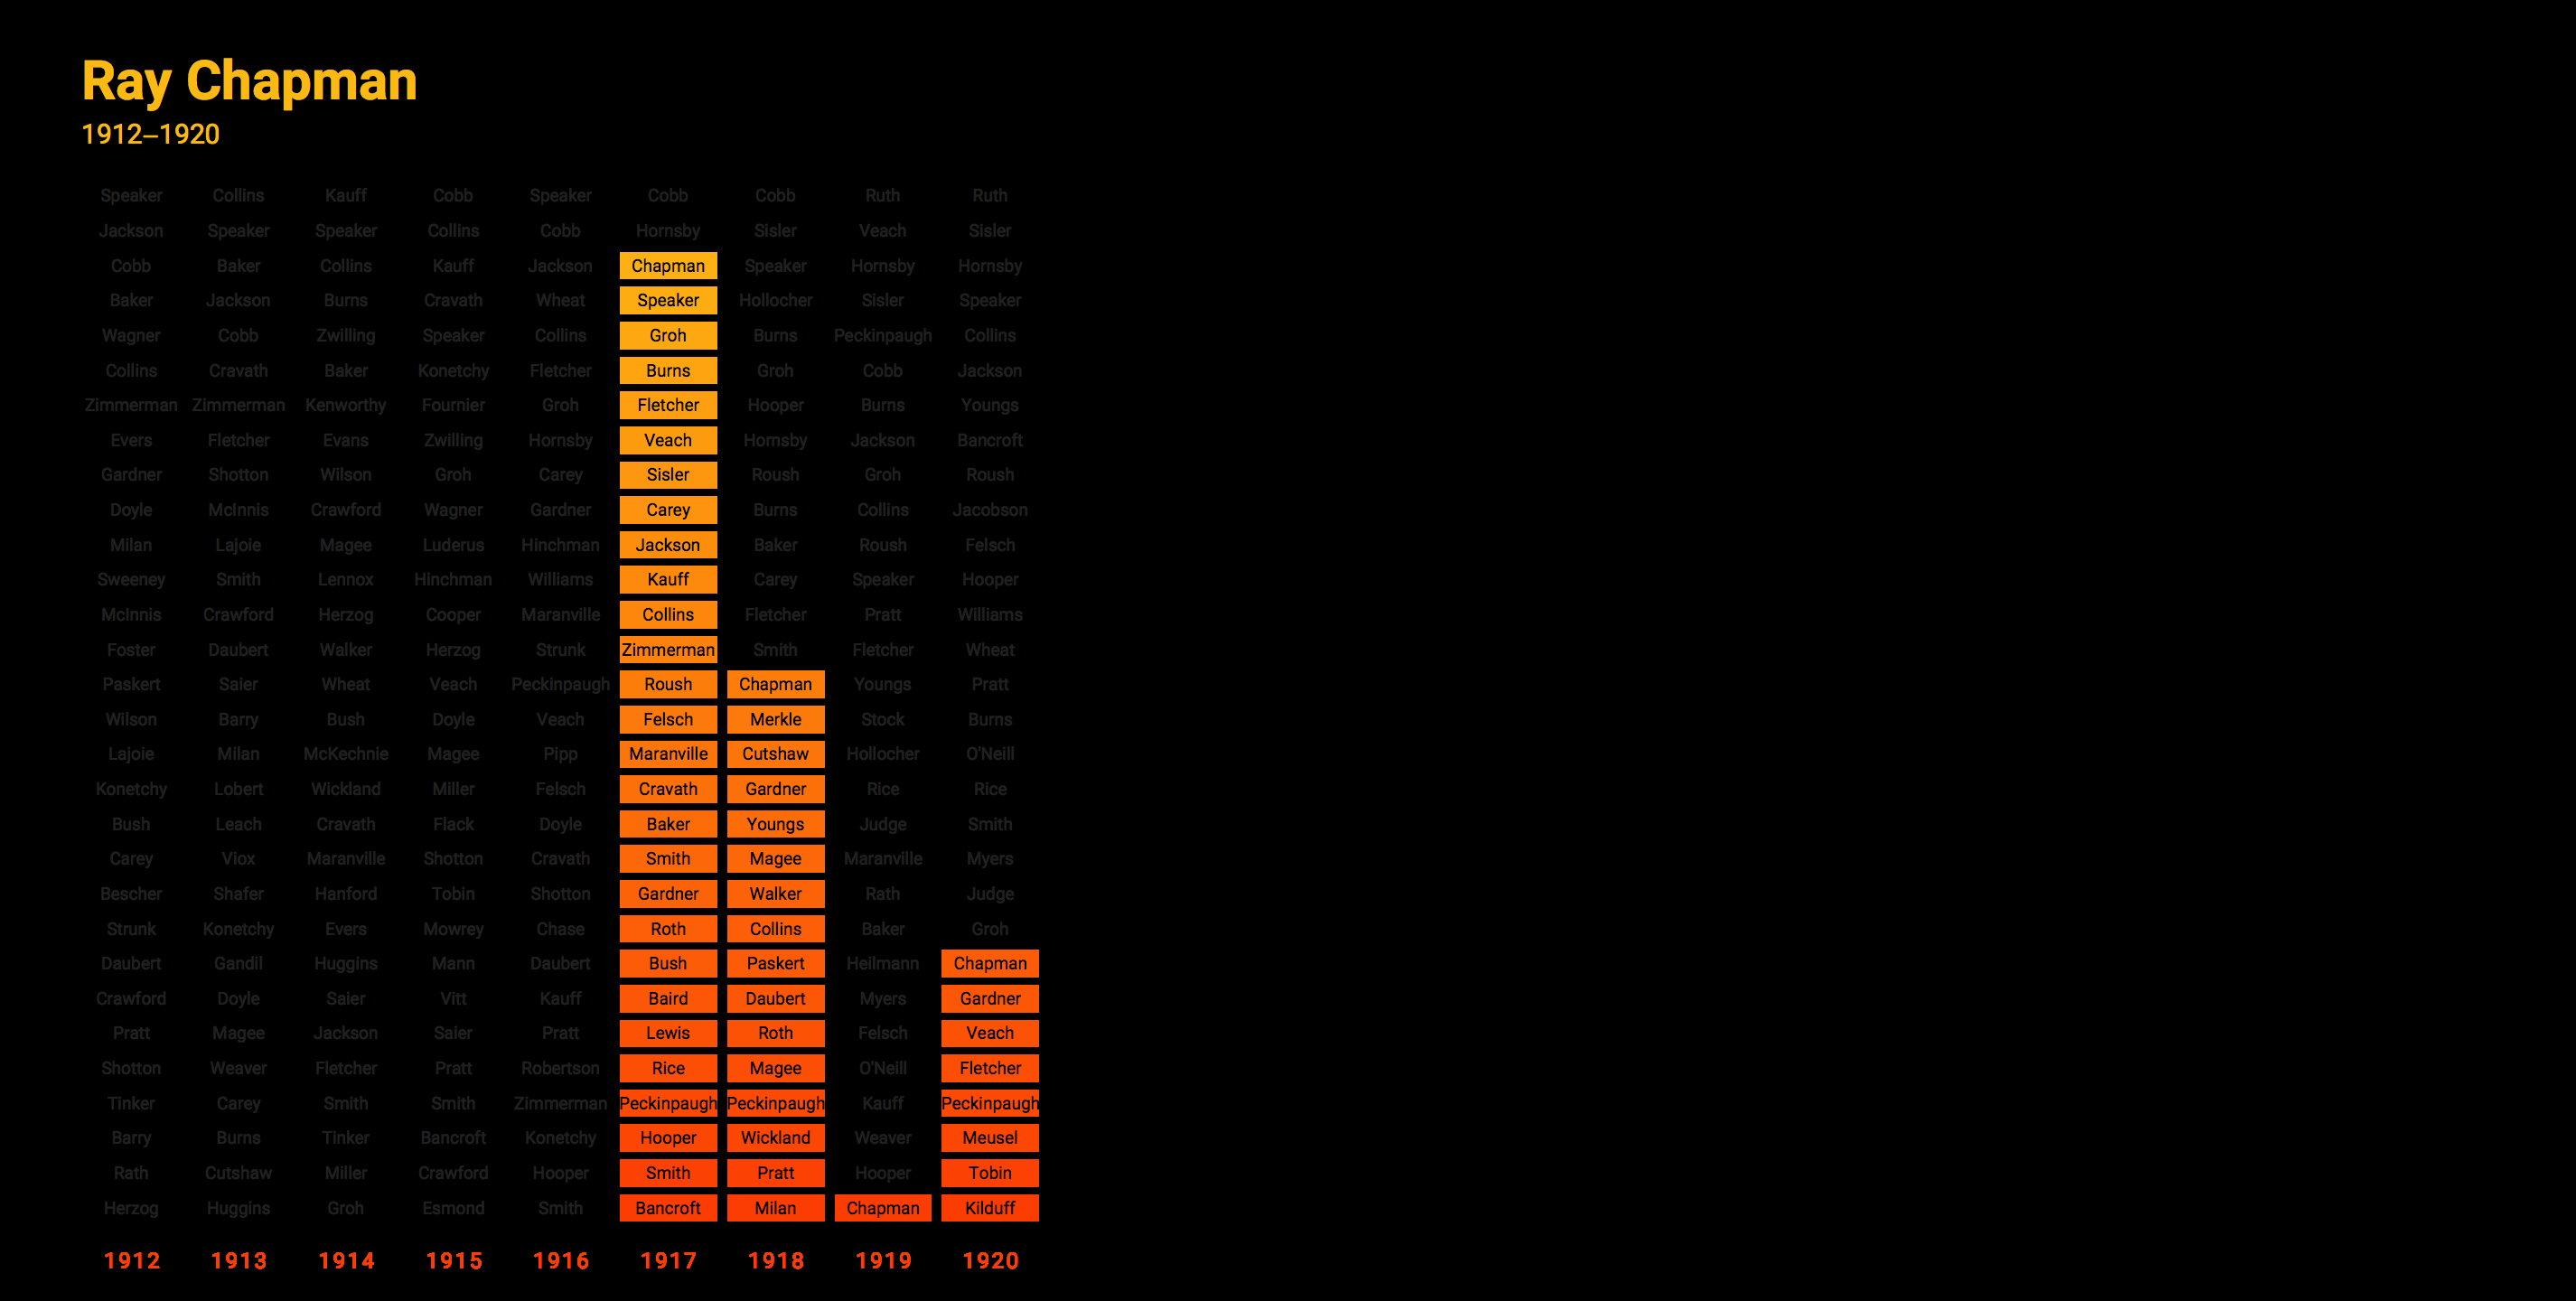 Ray Chapman
1912–1920
Speaker Collins Kauff Cobb Speaker Cobb Cobb Ruth Ruth
Jackson Speaker Speaker Collins Cobb Hornsby Sisler Veach Sisler
Cobb Baker Collins Kauff Jackson Chapman Speaker Hornsby Hornsby
Baker Jackson Burns Cravath Wheat Speaker Hollocher Sisler Speaker
Wagner Cobb Zwilling Speaker Collins Groh Burns Peckinpaugh Collins
Collins Cravath Baker Konetchy Fletcher Burns Groh Cobb Jackson
Zimmerman Zimmerman Kenworthy Fournier Groh Fletcher Hooper Burns Youngs
Evers Fletcher Evans Zwilling Hornsby Veach Hornsby Jackson Bancroft
Gardner Shotton Wilson Groh Carey Sisler Roush Groh Roush
Doyle McInnis Crawford Wagner Gardner Carey Burns Collins Jacobson
Milan Lajoie Magee Luderus Hinchman Jackson Baker Roush Felsch
Sweeney Smith Lennox Hinchman Williams Kauff Carey Speaker Hooper
McInnis Crawford Herzog Cooper Maranville Collins Fletcher Pratt Williams
Foster Daubert Walker Herzog Strunk Zimmerman Smith Fletcher Wheat
Paskert Saier Wheat Veach Peckinpaugh Roush Chapman Youngs Pratt
Wilson Barry Bush Doyle Veach Felsch Merkle Stock Burns
Lajoie Milan McKechnie Magee Pipp Maranville Cutshaw Hollocher O'Neill
Konetchy Lobert Wickland Miller Felsch Cravath Gardner Rice Rice
Bush Leach Cravath Flack Doyle Baker Youngs Judge Smith
Carey Viox Maranville Shotton Cravath Smith Magee Maranville Myers
Bescher Shafer Hanford Tobin Shotton Gardner Walker Rath Judge
Strunk Konetchy Evers Mowrey Chase Roth Collins Baker Groh
Daubert Gandil Huggins Mann Daubert Bush Paskert Heilmann Chapman
Crawford Doyle Saier Vitt Kauff Baird Daubert Myers Gardner
Pratt Magee Jackson Saier Pratt Lewis Roth Felsch Veach
Shotton Weaver Fletcher Pratt Robertson Rice Magee O'Neill Fletcher
Tinker Carey Smith Smith Zimmerman Peckinpaugh Peckinpaugh Kauff Peckinpaugh
Barry Burns Tinker Bancroft Konetchy Hooper Wickland Weaver Meusel
Rath Cutshaw Miller Crawford Hooper Smith Pratt Hooper Tobin
Herzog Huggins Groh Esmond Smith Bancroft Milan Chapman Kilduff
1912 1913 1914 1915 1916 1917 1918 1919 1920